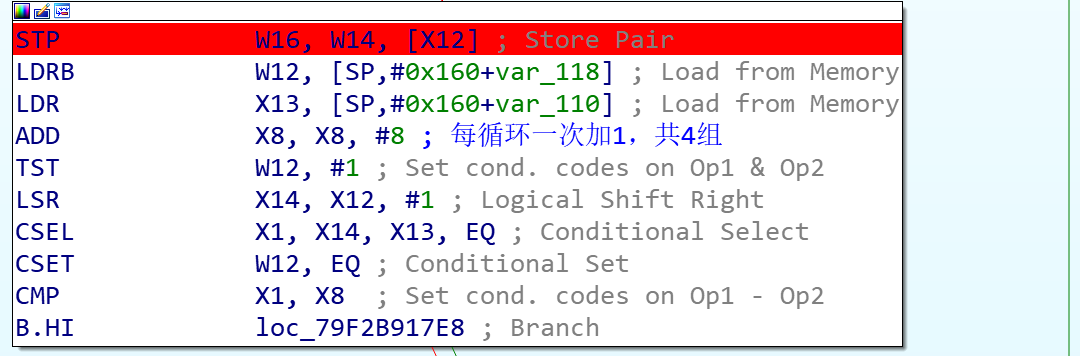 STP W16, W14, [X12] ; Store Pair
LDRB W12, [SP,#0x160+var_118] ; Load from Memory
LDR X13, [SP,#0x160+var_110] ; Load from Memory
ADD X8, X8, #8 ; 每循环一次加1，共4组
TST W12, #1 ; Set cond. codes on Op1 & Op2
LSR X14, X12, #1 ; Logical Shift Right
CSEL X1, X14, X13, EQ ; Conditional Select
CSET W12, EQ ; Conditional Set
CMP X1, X8 ; Set cond. codes on Op1 - Op2
B.HI loc_79F2B917E8 ; Branch